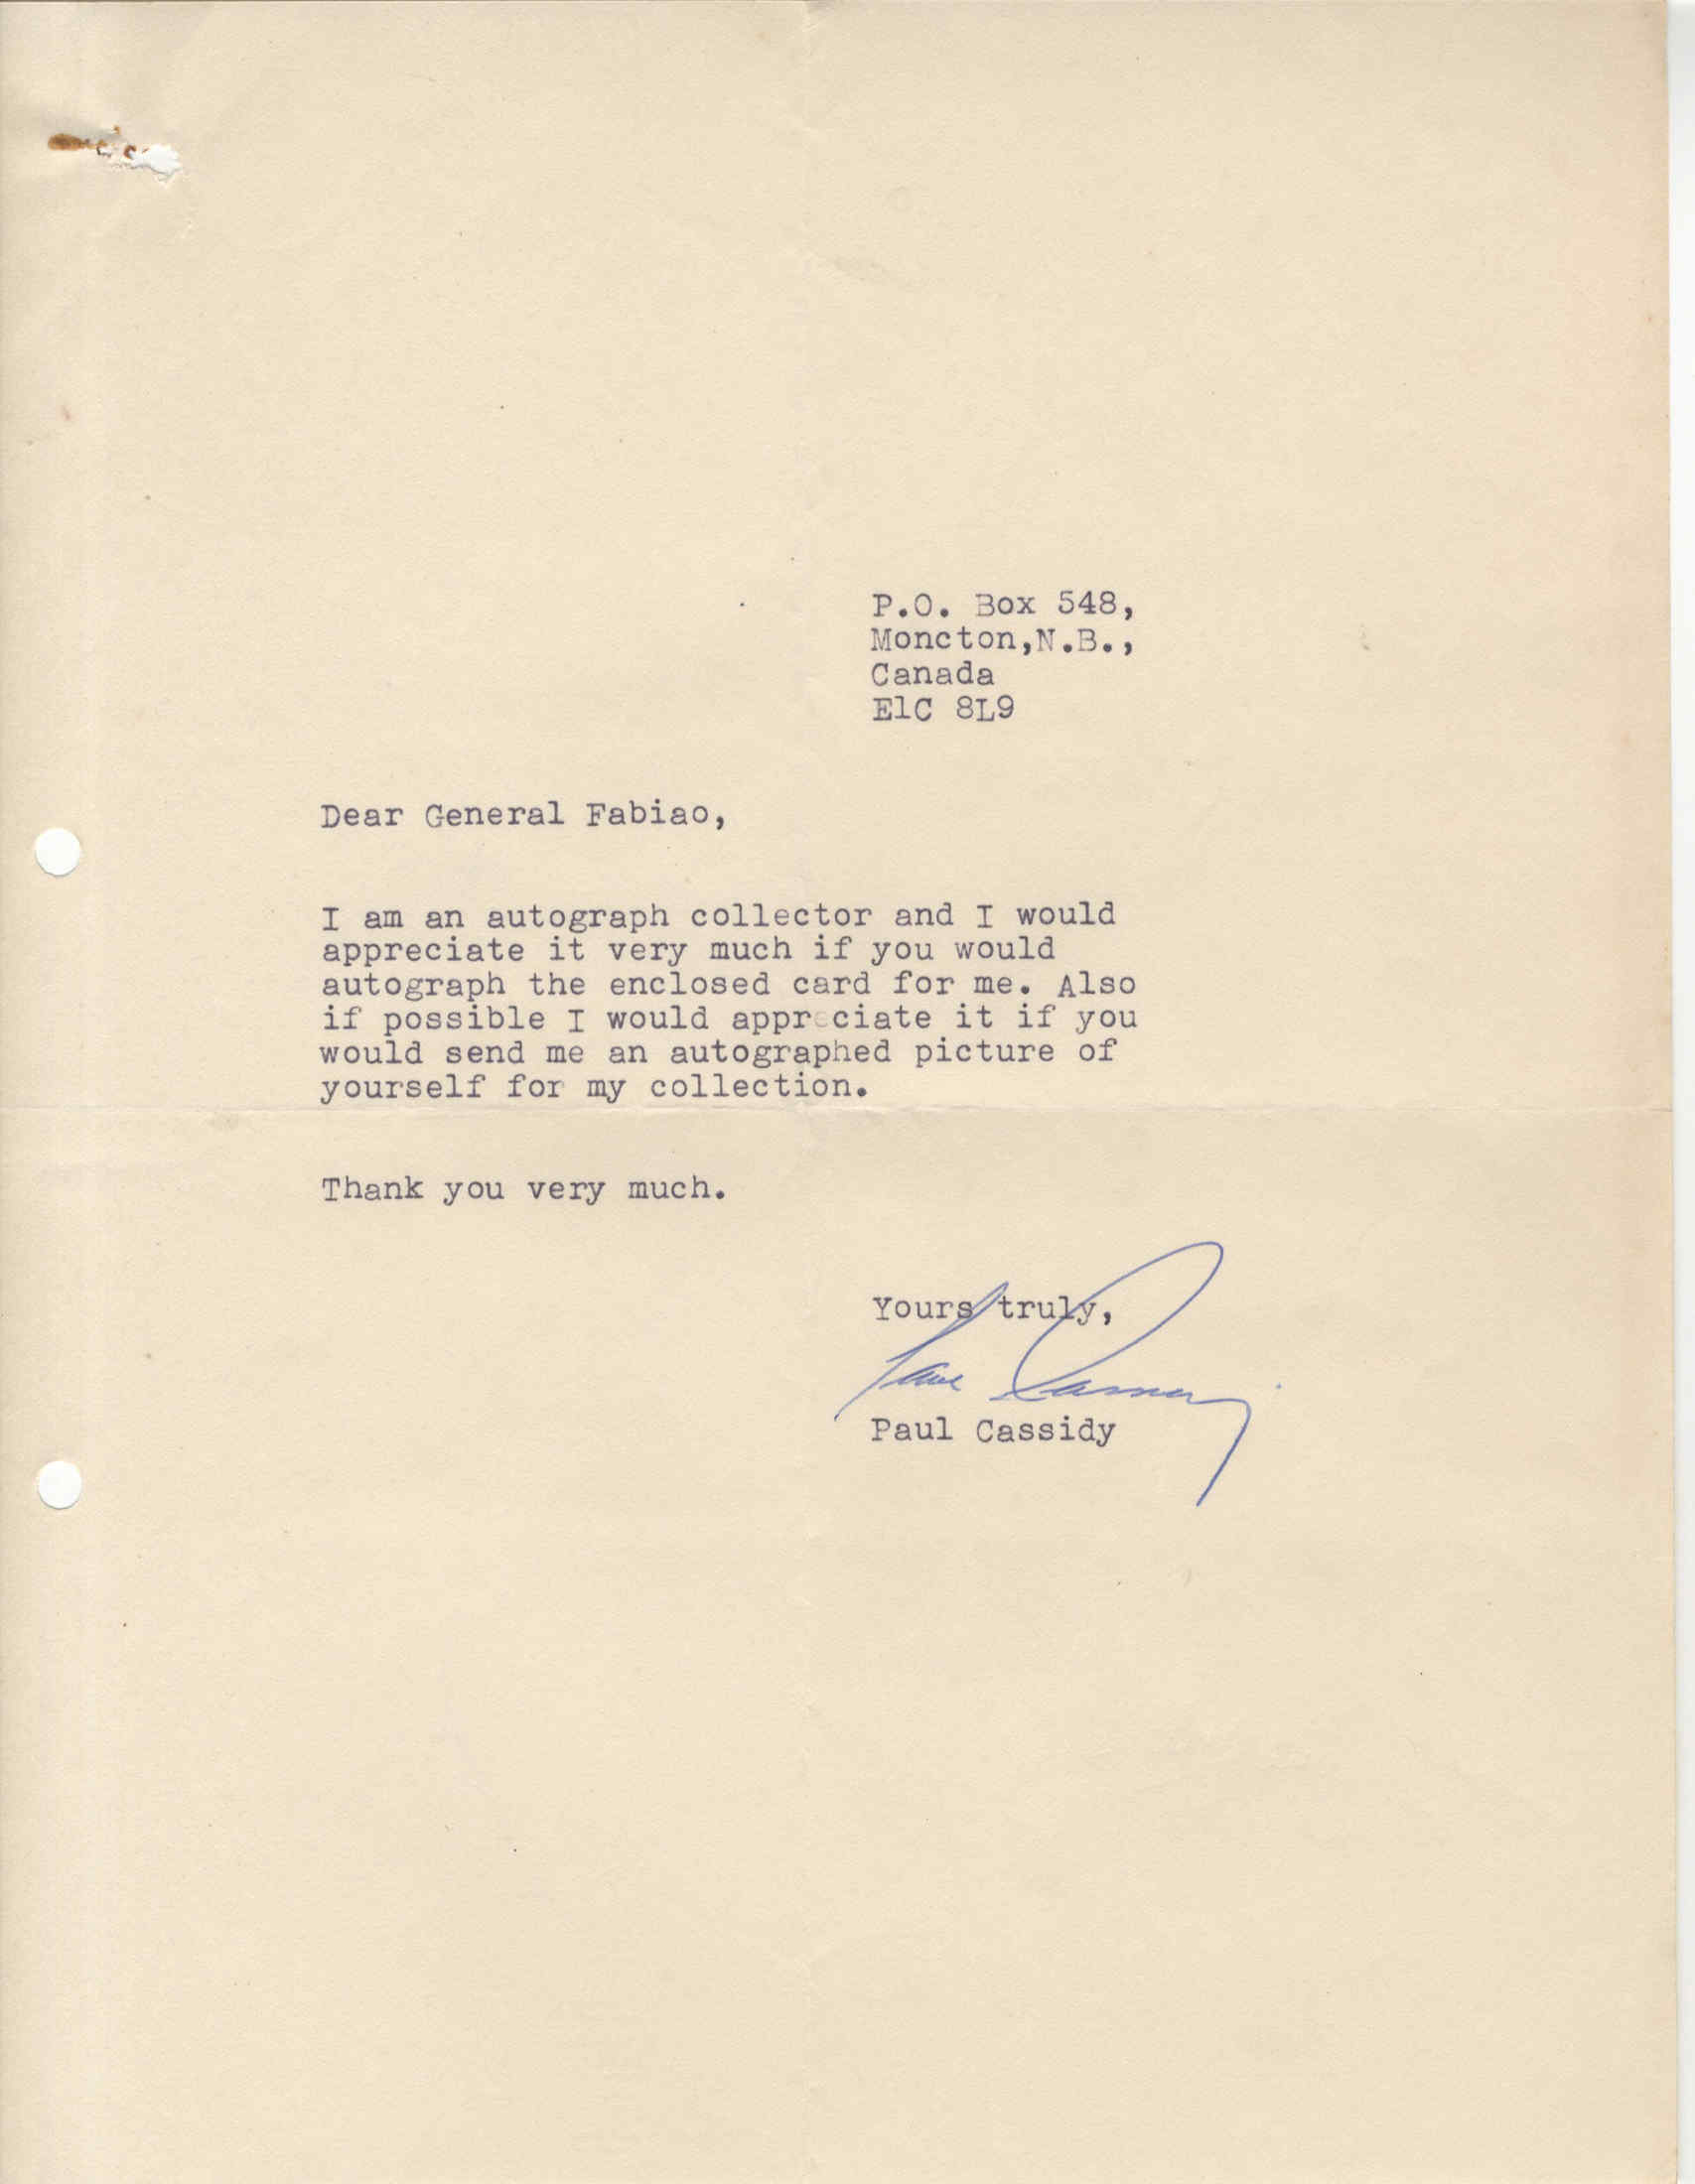 P.O. Box 548,
Moncton,N.B.,
Canada
E1C 8L9
Dear General Fabiao,
I am an autograph collector and I would
appreciate it very much if you would
autograph the enclosed card for me. Also
if possible I would appreciate it if you
would send me an autographed picture of
yourself for my collection.
Thank you very much.
Yours truly,
Paul Cassidy
Paul Cassidy